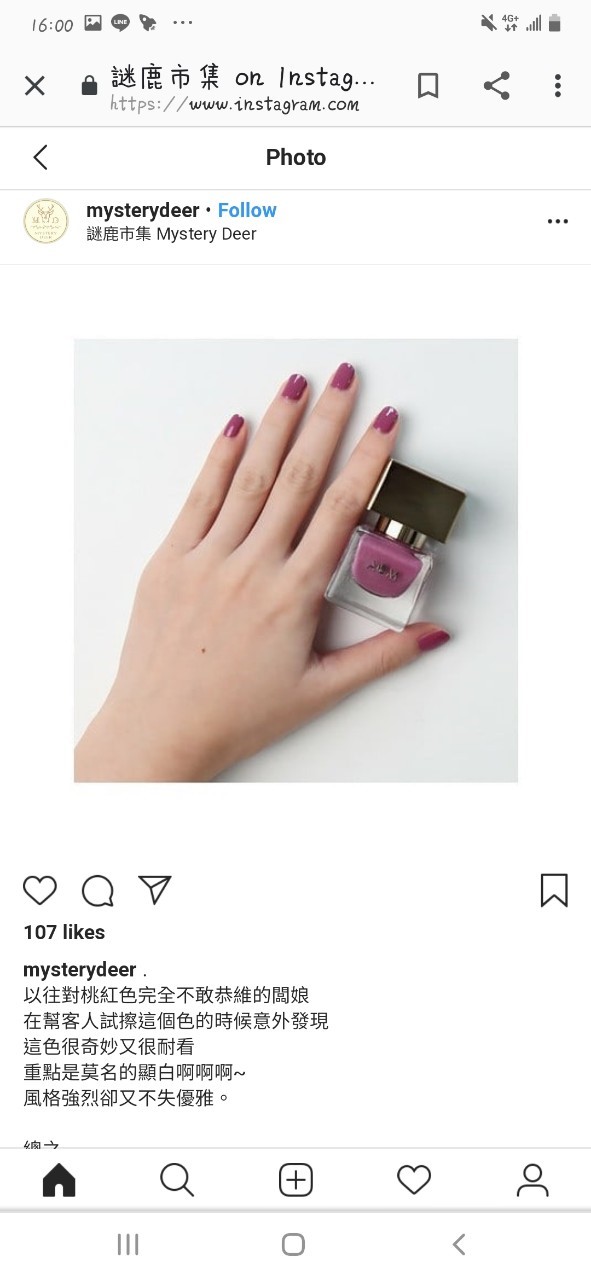 16:00
LINE
4G+
謎鹿市集 on Instag...
https://www.instagram.com
Photo
mysterydeer • Follow
謎鹿市集 Mystery Deer
107 likes
mysterydeer .
以往對桃紅色完全不敢恭維的闆娘
在幫客人試擦這個色的時候意外發現
這色很奇妙又很耐看
重點是莫名的顯白啊啊啊~
風格強烈卻又不失優雅。
總之